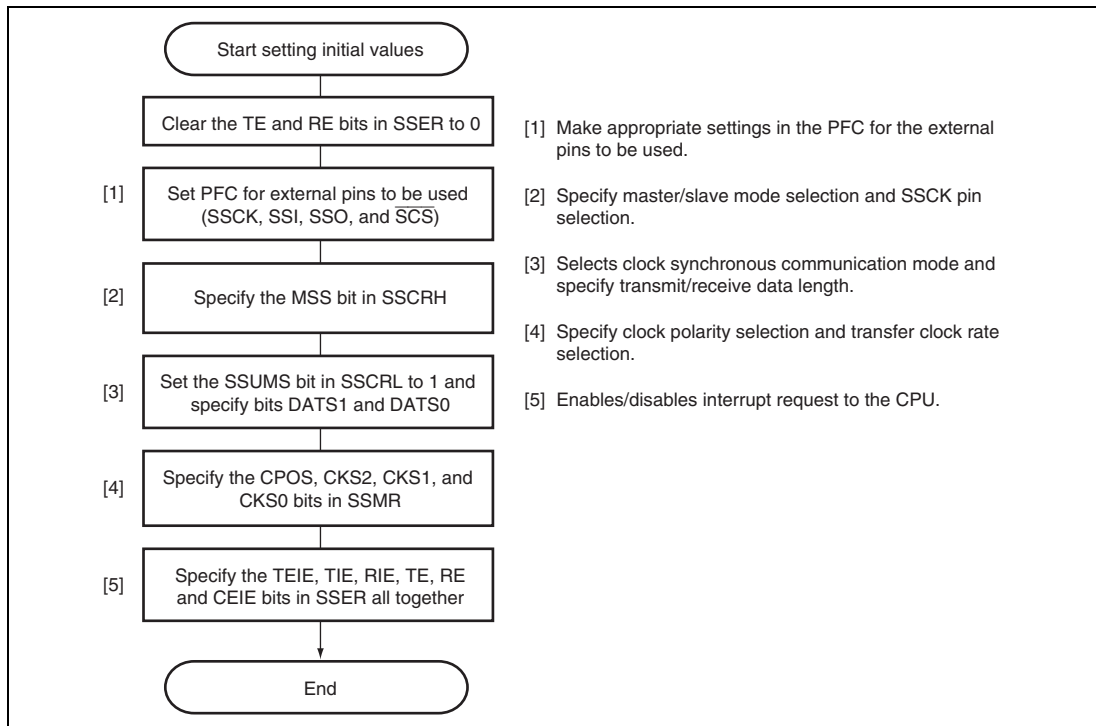 Start setting initial values
Clear the TE and RE bits in SSER to 0
[1]
Set PFC for external pins to be used
(SSCK, SSI, SSO, and S̅C̅S̅)
[2]
Specify the MSS bit in SSCRH
[3]
Set the SSUMS bit in SSCRL to 1 and
specify bits DATS1 and DATS0
[4]
Specify the CPOS, CKS2, CKS1, and
CKS0 bits in SSMR
[5]
Specify the TEIE, TIE, RIE, TE, RE
and CEIE bits in SSER all together
End
[1] Make appropriate settings in the PFC for the external
pins to be used.
[2] Specify master/slave mode selection and SSCK pin
selection.
[3] Selects clock synchronous communication mode and
specify transmit/receive data length.
[4] Specify clock polarity selection and transfer clock rate
selection.
[5] Enables/disables interrupt request to the CPU.